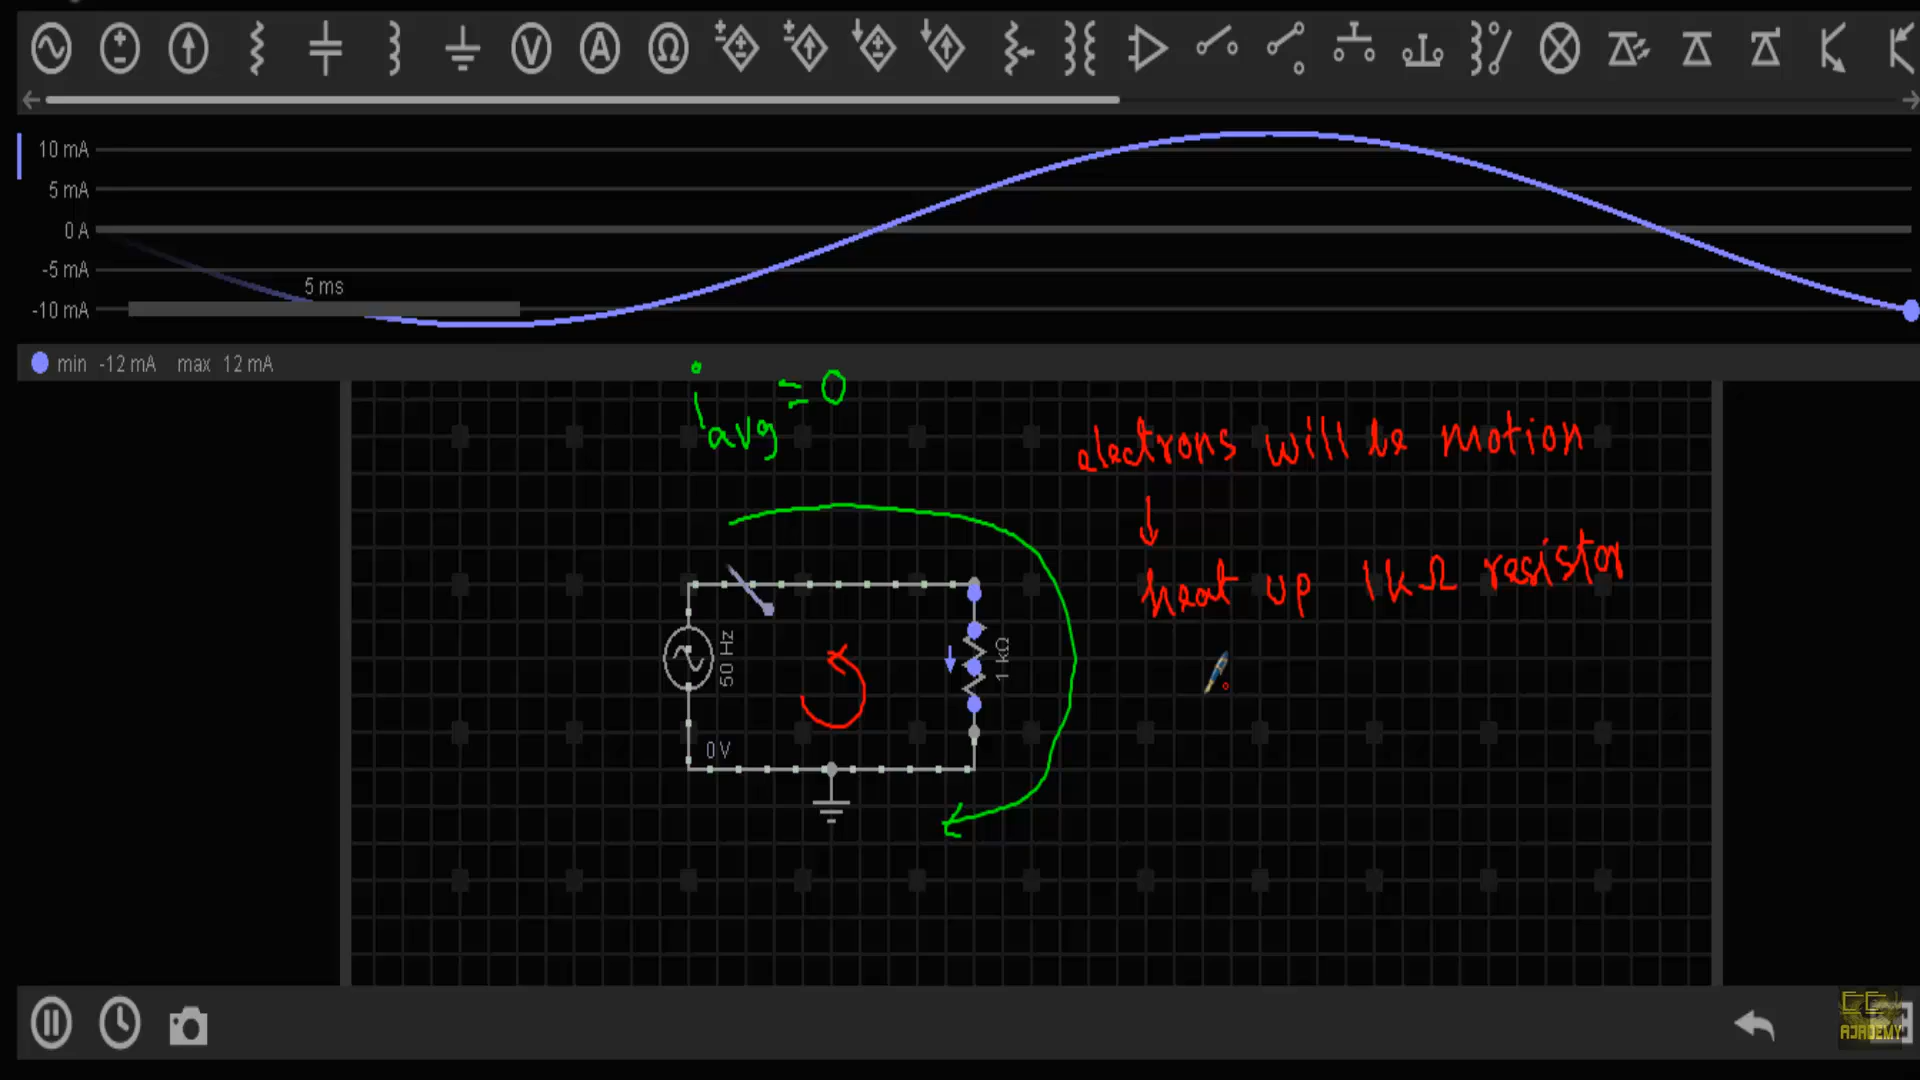 10 mA
5 mA
0 A
-5 mA
5 ms
-10 mA
min -12 mA max 12 mA
i avg = 0
electrons will be motion
heat up 1kΩ resistor
50 Hz
1 kΩ
0 V
ACADEMY